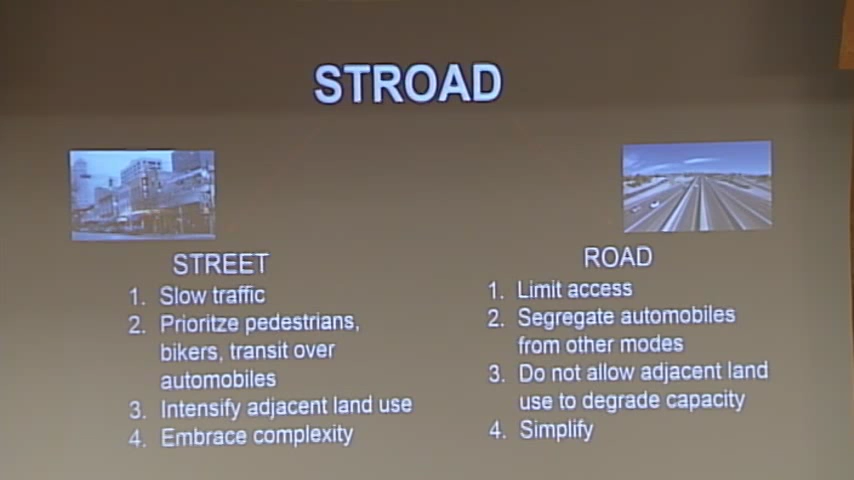 STROAD
STREET
1. Slow traffic
2. Prioritze pedestrians,
bikers, transit over
automobiles
3. Intensify adjacent land use
4. Embrace complexity
ROAD
1. Limit access
2. Segregate automobiles
from other modes
3. Do not allow adjacent land
use to degrade capacity
4. Simplify